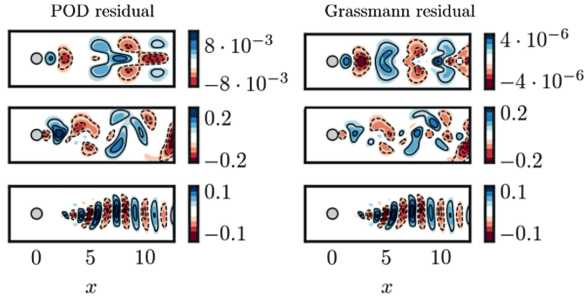 POD residual Grassmann residual
8 · 10⁻³ 4 · 10⁻⁶
−8 · 10⁻³ −4 · 10⁻⁶
0.2 0.2
−0.2 −0.2
0.1 0.1
−0.1 −0.1
0 5 10 0 5 10
x x